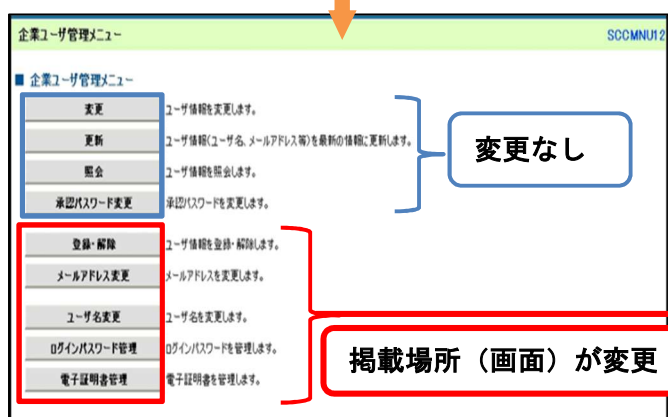 企業ユーザ管理メニュー SCCMNU12
■ 企業ユーザ管理メニュー
変更 ユーザ情報を変更します。
更新 ユーザ情報(ユーザ名、メールアドレス等)を最新の情報に更新します。
照会 ユーザ情報を照会します。
承認パスワード変更 承認パスワードを変更します。
変更なし
登録・解除 ユーザ情報を登録・解除します。
メールアドレス変更 メールアドレスを変更します。
ユーザ名変更 ユーザ名を変更します。
ログインパスワード管理 ログインパスワードを管理します。
電子証明書管理 電子証明書を管理します。
掲載場所（画面）が変更